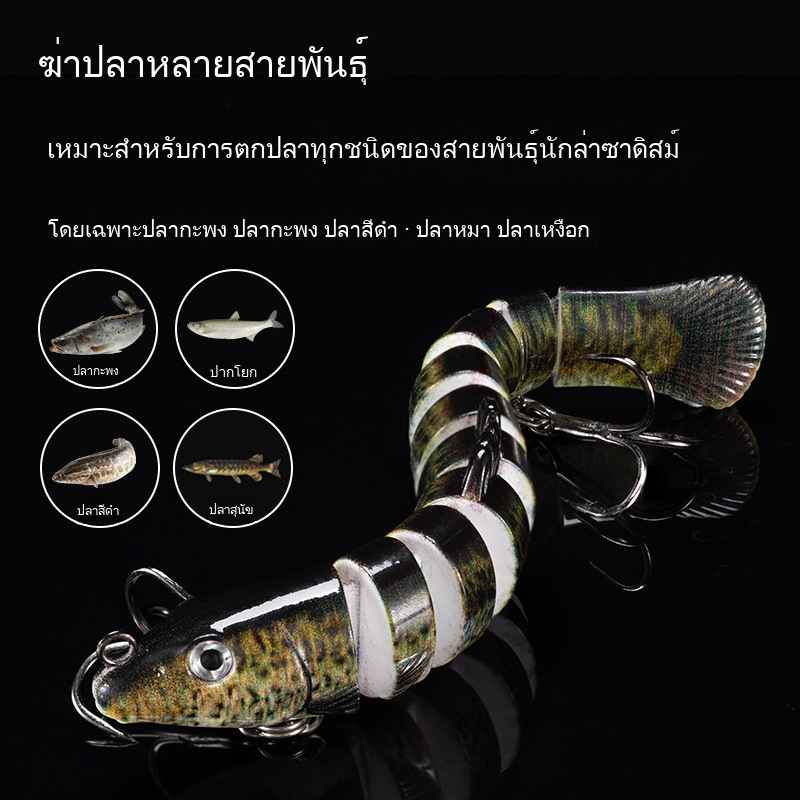 ฆ่าปลาหลายสายพันธุ์
เหมาะสำหรับการตกปลาทุกชนิดของสายพันธุ์นักล่าซาดิสม์
โดยเฉพาะปลากะพง ปลากะพง ปลาสีดำ · ปลาหมา ปลาเหงือก
ปลากะพง
ปากโยก
ปลาสีดำ
ปลาสุนัข